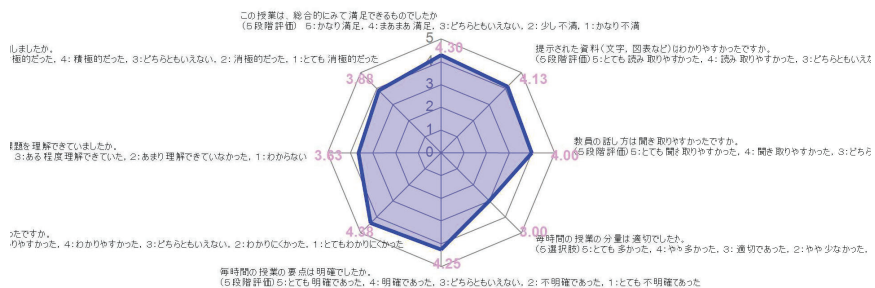 この授業は、総合的にみて満足できるものでしたか
(5段階評価) 5:かなり満足, 4:まあまあ満足, 3:どちらともいえない, 2:少し不満, 1:かなり不満
4.30
5
4
3
2
1
0
提示された資料(文字, 図表など)はわかりやすかったですか。
(5段階評価)5:とても読み取りやすかった, 4:読み取りやすかった, 3:どちらともいえな
4.13
教員の話し方は聞き取りやすかったですか。
(5段階評価)5:とても聞き取りやすかった, 4:聞き取りやすかった, 3:どちら
4.00
毎時間の授業の分量は適切でしたか。
(5選択肢)5:とても多かった, 4:やや多かった, 3:適切であった, 2:やや少なかった,
3.00
毎時間の授業の要点は明確でしたか。
(5段階評価)5:とても明確であった, 4:明確であった, 3:どちらともいえない, 2:不明確であった, 1:とても不明確であった
4.25
ったですか。
りやすかった, 4:わかりやすかった, 3:どちらともいえない, 2:わかりにくかった, 1:とてもわかりにくかった
4.38
課題を理解できていましたか。
3:ある程度理解できていた, 2:あまり理解できていなかった, 1:わからない
3.63
しましたか。
極的だった, 4:積極的だった, 3:どちらともいえない, 2:消極的だった, 1:とても消極的だった
3.88